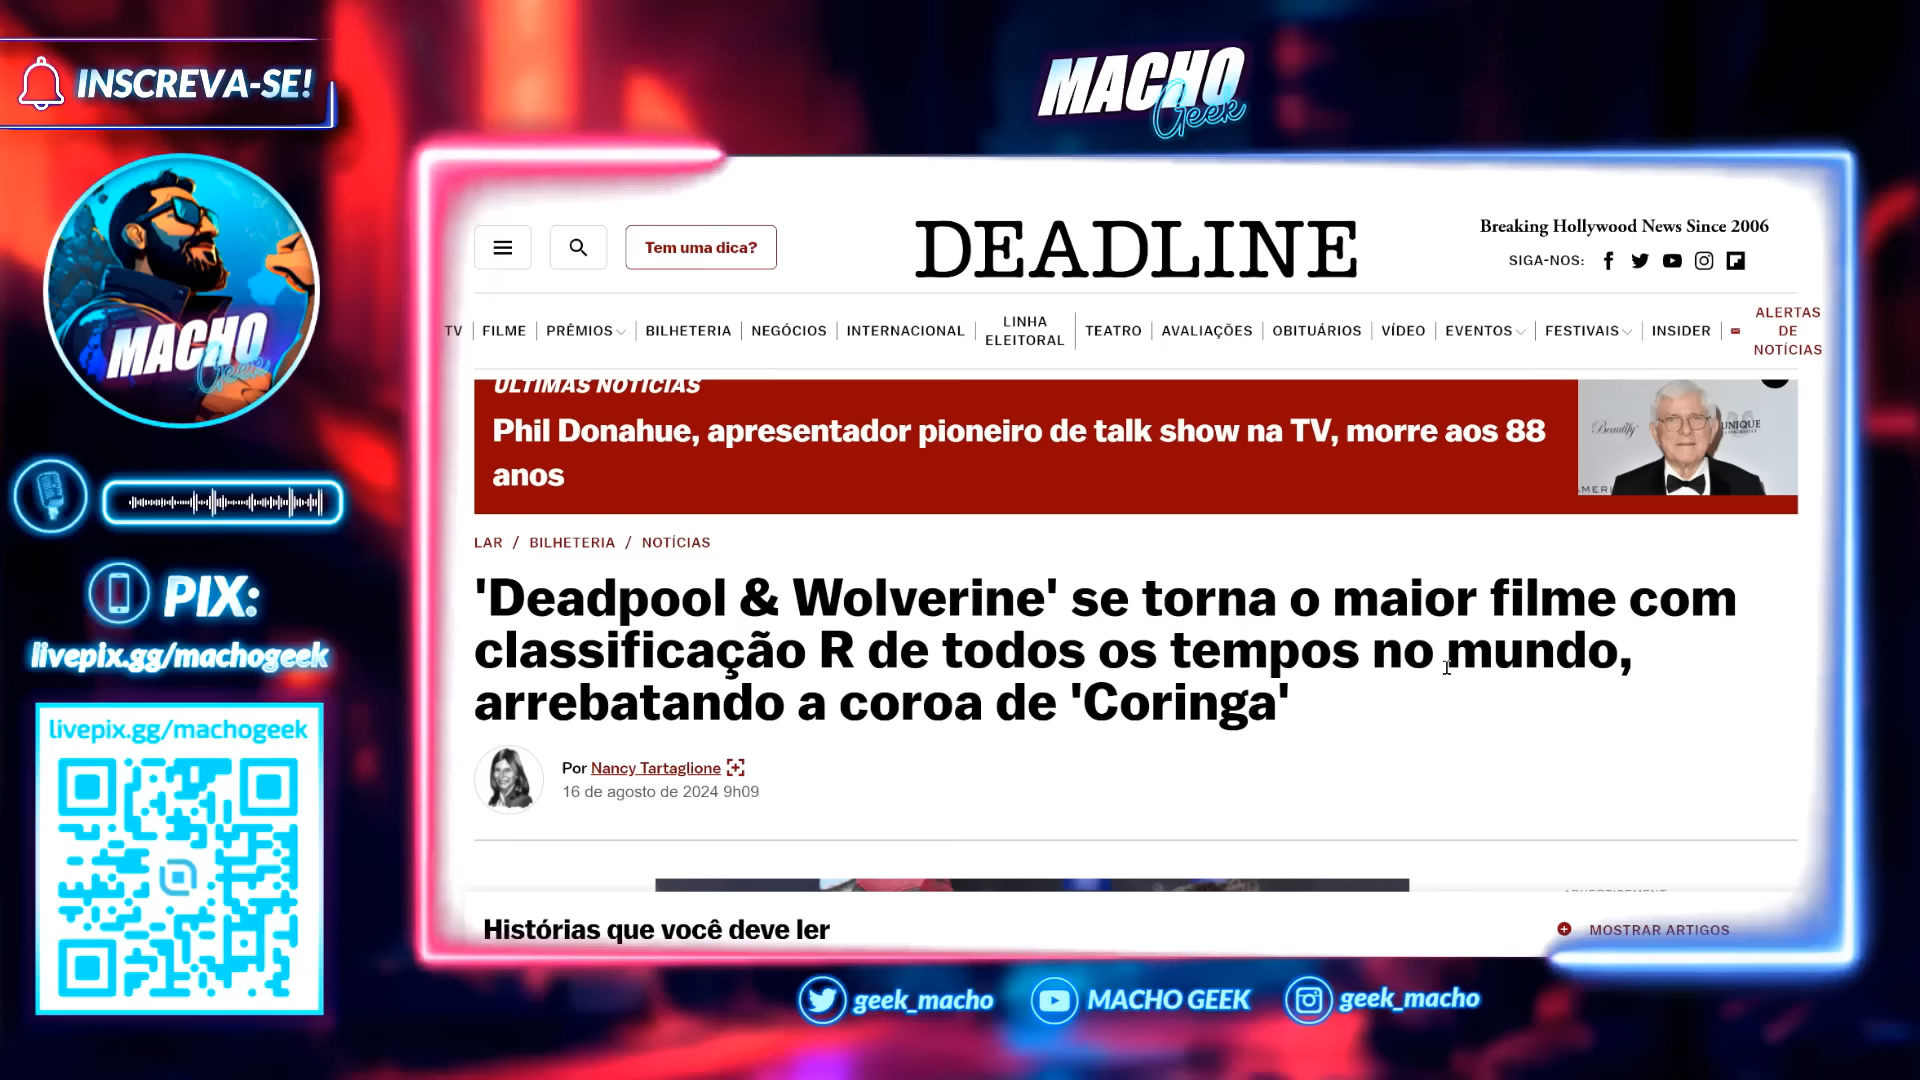 INSCREVA-SE!
MACHO
Geek
MACHO
Geek
PIX:
livepix.gg/machogeek
livepix.gg/machogeek
Tem uma dica?
DEADLINE
Breaking Hollywood News Since 2006
SIGA-NOS:
TV
FILME
PRÊMIOS
BILHETERIA
NEGÓCIOS
INTERNACIONAL
LINHA
ELEITORAL
TEATRO
AVALIAÇÕES
OBITUÁRIOS
VÍDEO
EVENTOS
FESTIVAIS
INSIDER
ALERTAS
DE
NOTÍCIAS
ÚLTIMAS NOTÍCIAS
Phil Donahue, apresentador pioneiro de talk show na TV, morre aos 88
anos
Beautify
UNIQUE
LAR / BILHETERIA / NOTÍCIAS
'Deadpool & Wolverine' se torna o maior filme com
classificação R de todos os tempos no mundo,
arrebatando a coroa de 'Coringa'
Por Nancy Tartaglione
16 de agosto de 2024 9h09
Histórias que você deve ler
MOSTRAR ARTIGOS
geek_macho
MACHO GEEK
geek_macho